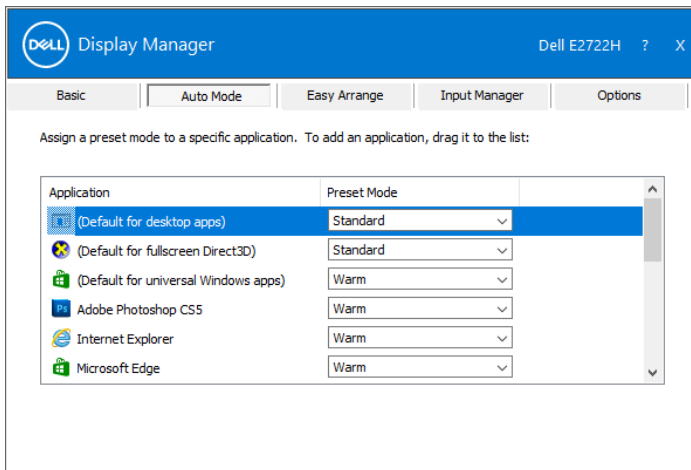 DELL Display Manager Dell E2722H ? X
Basic Auto Mode Easy Arrange Input Manager Options
Assign a preset mode to a specific application. To add an application, drag it to the list:
Application Preset Mode
(Default for desktop apps) Standard
(Default for fullscreen Direct3D) Standard
(Default for universal Windows apps) Warm
Ps Adobe Photoshop CS5 Warm
Internet Explorer Warm
Microsoft Edge Warm